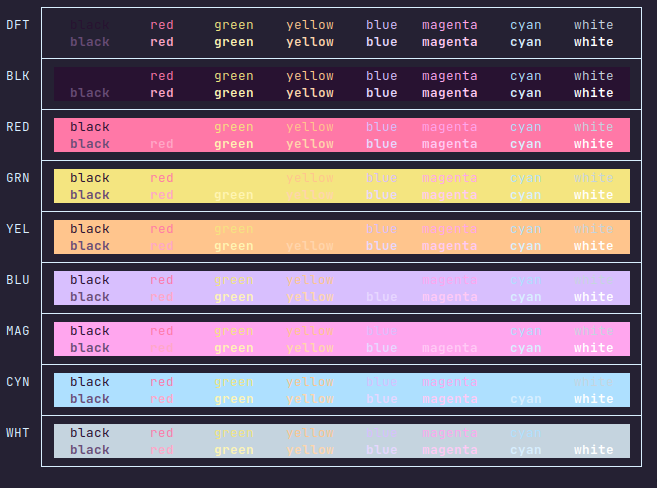 DFT black red green yellow blue magenta cyan white
black red green yellow blue magenta cyan white
BLK red green yellow blue magenta cyan white
black red green yellow blue magenta cyan white
RED black green yellow blue magenta cyan white
black red green yellow blue magenta cyan white
GRN black red yellow blue magenta cyan white
black red green yellow blue magenta cyan white
YEL black red green blue magenta cyan white
black red green yellow blue magenta cyan white
BLU black red green yellow magenta cyan white
black red green yellow blue magenta cyan white
MAG black red green yellow blue cyan white
black red green yellow blue magenta cyan white
CYN black red green yellow blue magenta white
black red green yellow blue magenta cyan white
WHT black red green yellow blue magenta cyan
black red green yellow blue magenta cyan white